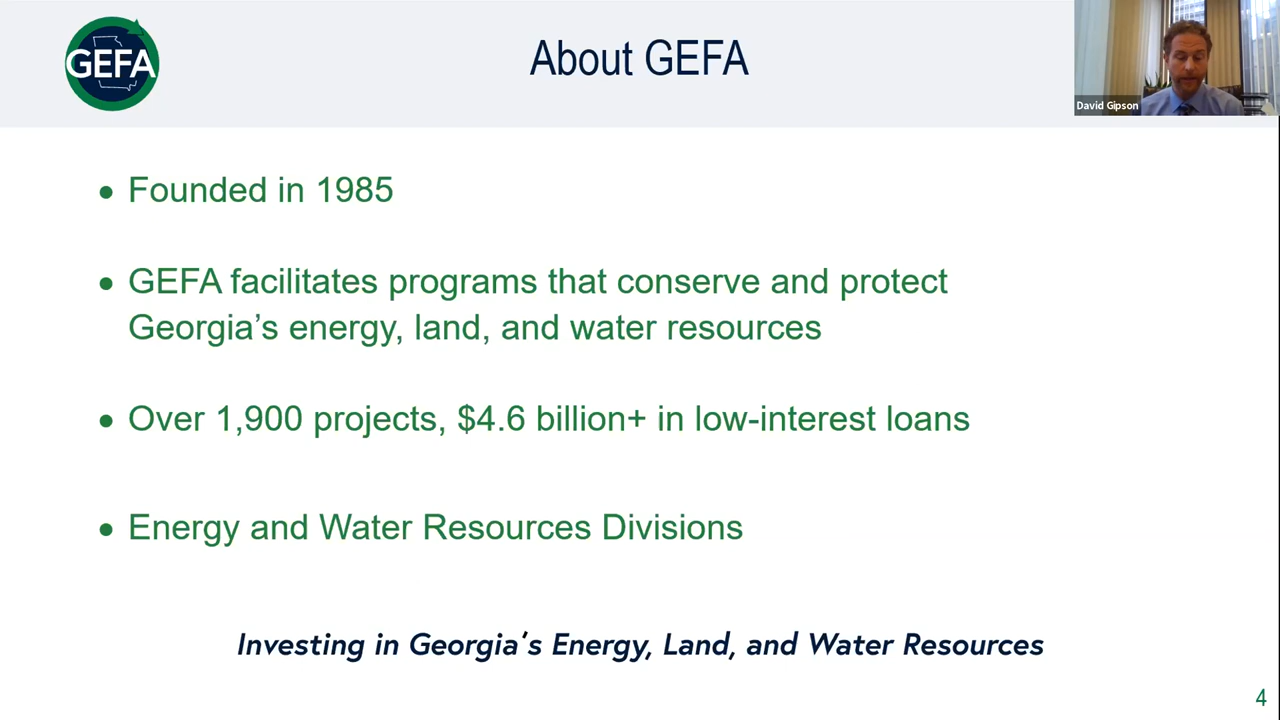 GEFA
About GEFA
David Gipson
• Founded in 1985
• GEFA facilitates programs that conserve and protect
Georgia’s energy, land, and water resources
• Over 1,900 projects, $4.6 billion+ in low-interest loans
• Energy and Water Resources Divisions
Investing in Georgia's Energy, Land, and Water Resources
4